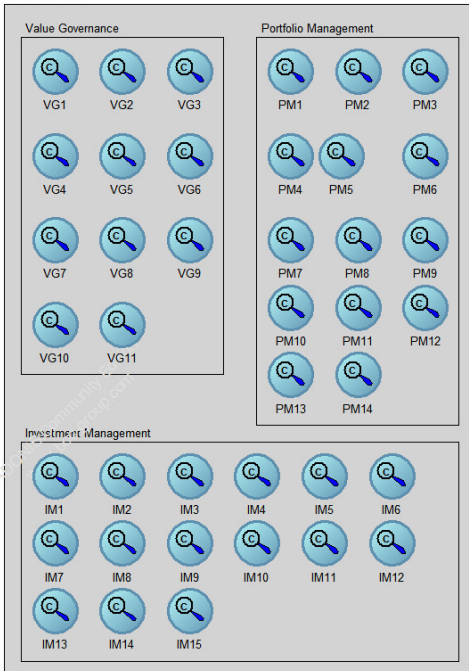 Value Governance
VG1 VG2 VG3
VG4 VG5 VG6
VG7 VG8 VG9
VG10 VG11
Portfolio Management
PM1 PM2 PM3
PM4 PM5 PM6
PM7 PM8 PM9
PM10 PM11 PM12
PM13 PM14
Investment Management
IM1 IM2 IM3 IM4 IM5 IM6
IM7 IM8 IM9 IM10 IM11 IM12
IM13 IM14 IM15